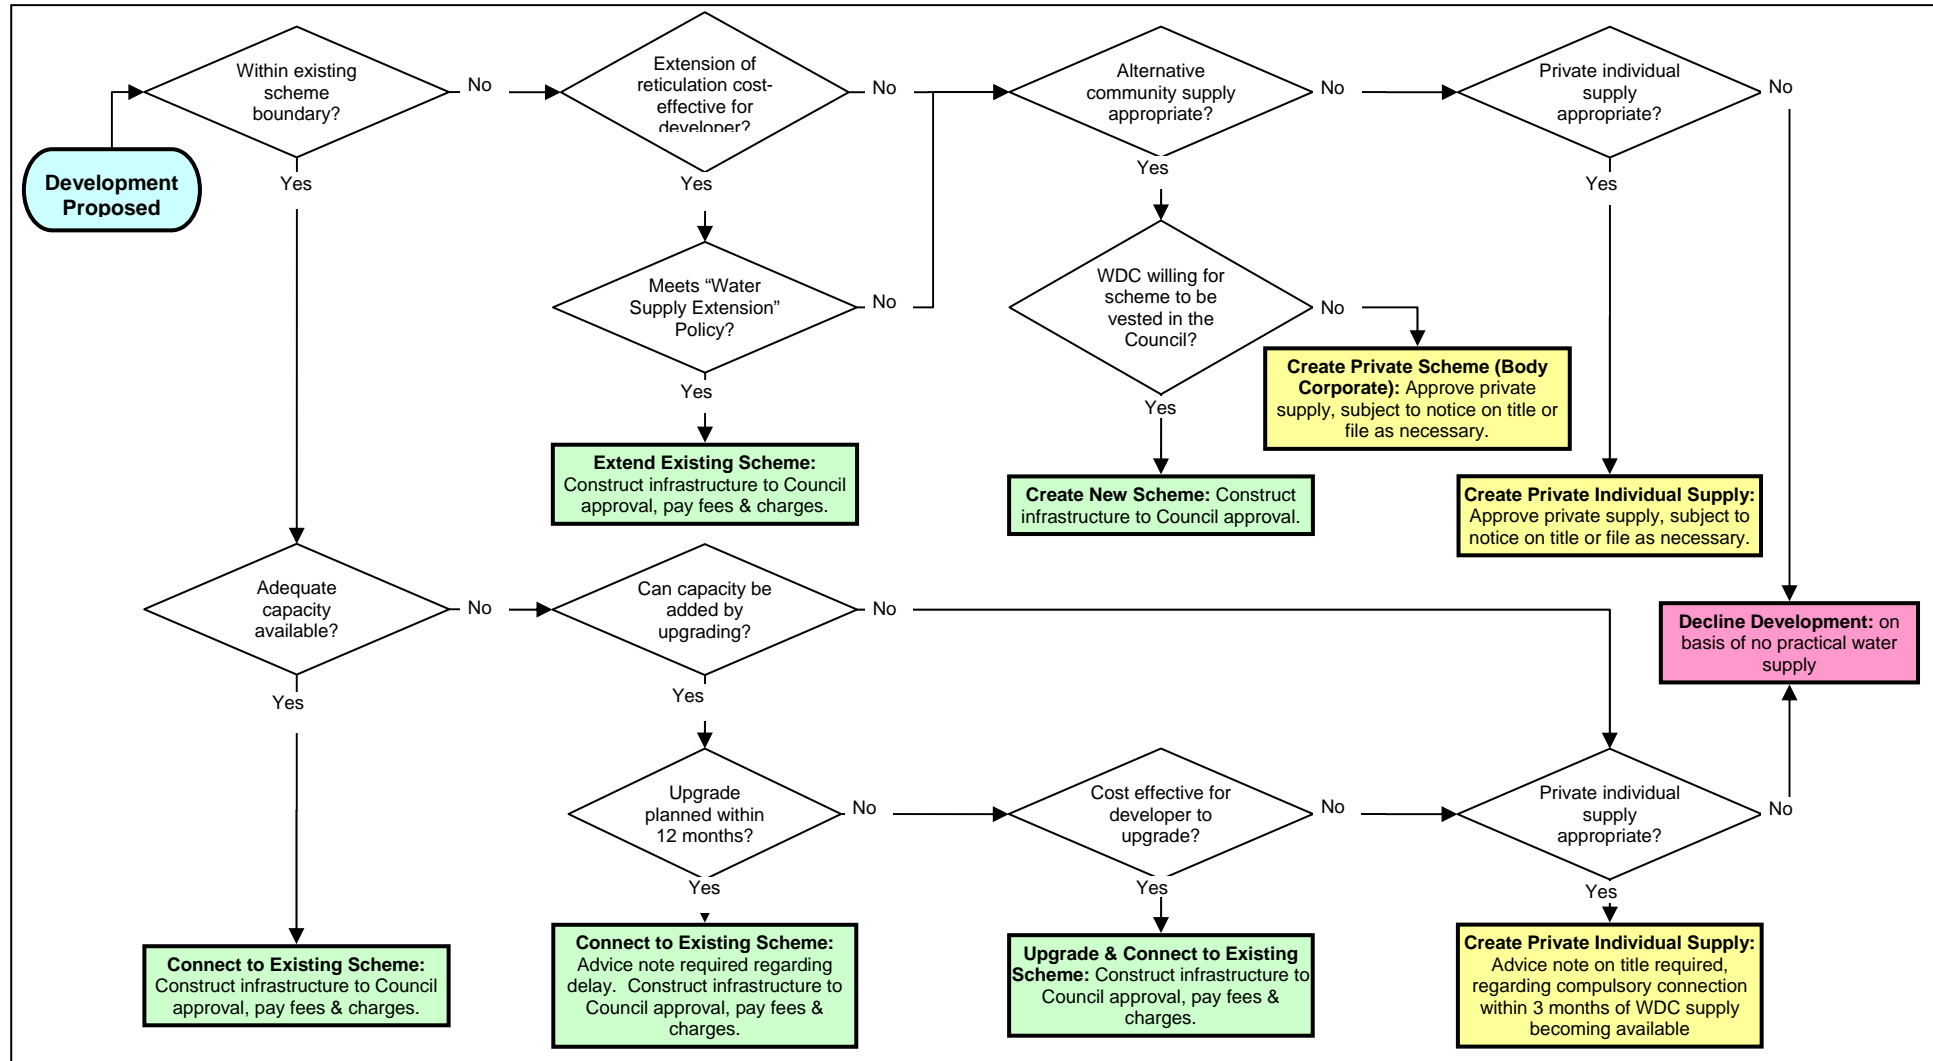 Within existing
scheme
boundary?
No
Extension of
reticulation cost-
effective for
developer?
No
Alternative
community supply
appropriate?
No
Private individual
supply
appropriate?
No
Development
Proposed
Yes
Yes
Yes
Yes
Meets “Water
Supply Extension”
Policy?
No
WDC willing for
scheme to be
vested in the
Council?
No
Yes
Yes
Create Private Scheme (Body
Corporate): Approve private
supply, subject to notice on title or
file as necessary.
Extend Existing Scheme:
Construct infrastructure to Council
approval, pay fees & charges.
Create New Scheme: Construct
infrastructure to Council approval.
Create Private Individual Supply:
Approve private supply, subject to
notice on title or file as necessary.
Adequate
capacity
available?
No
Can capacity be
added by
upgrading?
No
Decline Development: on
basis of no practical water
supply
Yes
Yes
Upgrade
planned within
12 months?
No
Cost effective for
developer to
upgrade?
No
Private individual
supply
appropriate?
No
Yes
Yes
Yes
Connect to Existing Scheme:
Construct infrastructure to Council
approval, pay fees & charges.
Connect to Existing Scheme:
Advice note required regarding
delay. Construct infrastructure to
Council approval, pay fees &
charges.
Upgrade & Connect to Existing
Scheme: Construct infrastructure to
Council approval, pay fees &
charges.
Create Private Individual Supply:
Advice note on title required,
regarding compulsory connection
within 3 months of WDC supply
becoming available